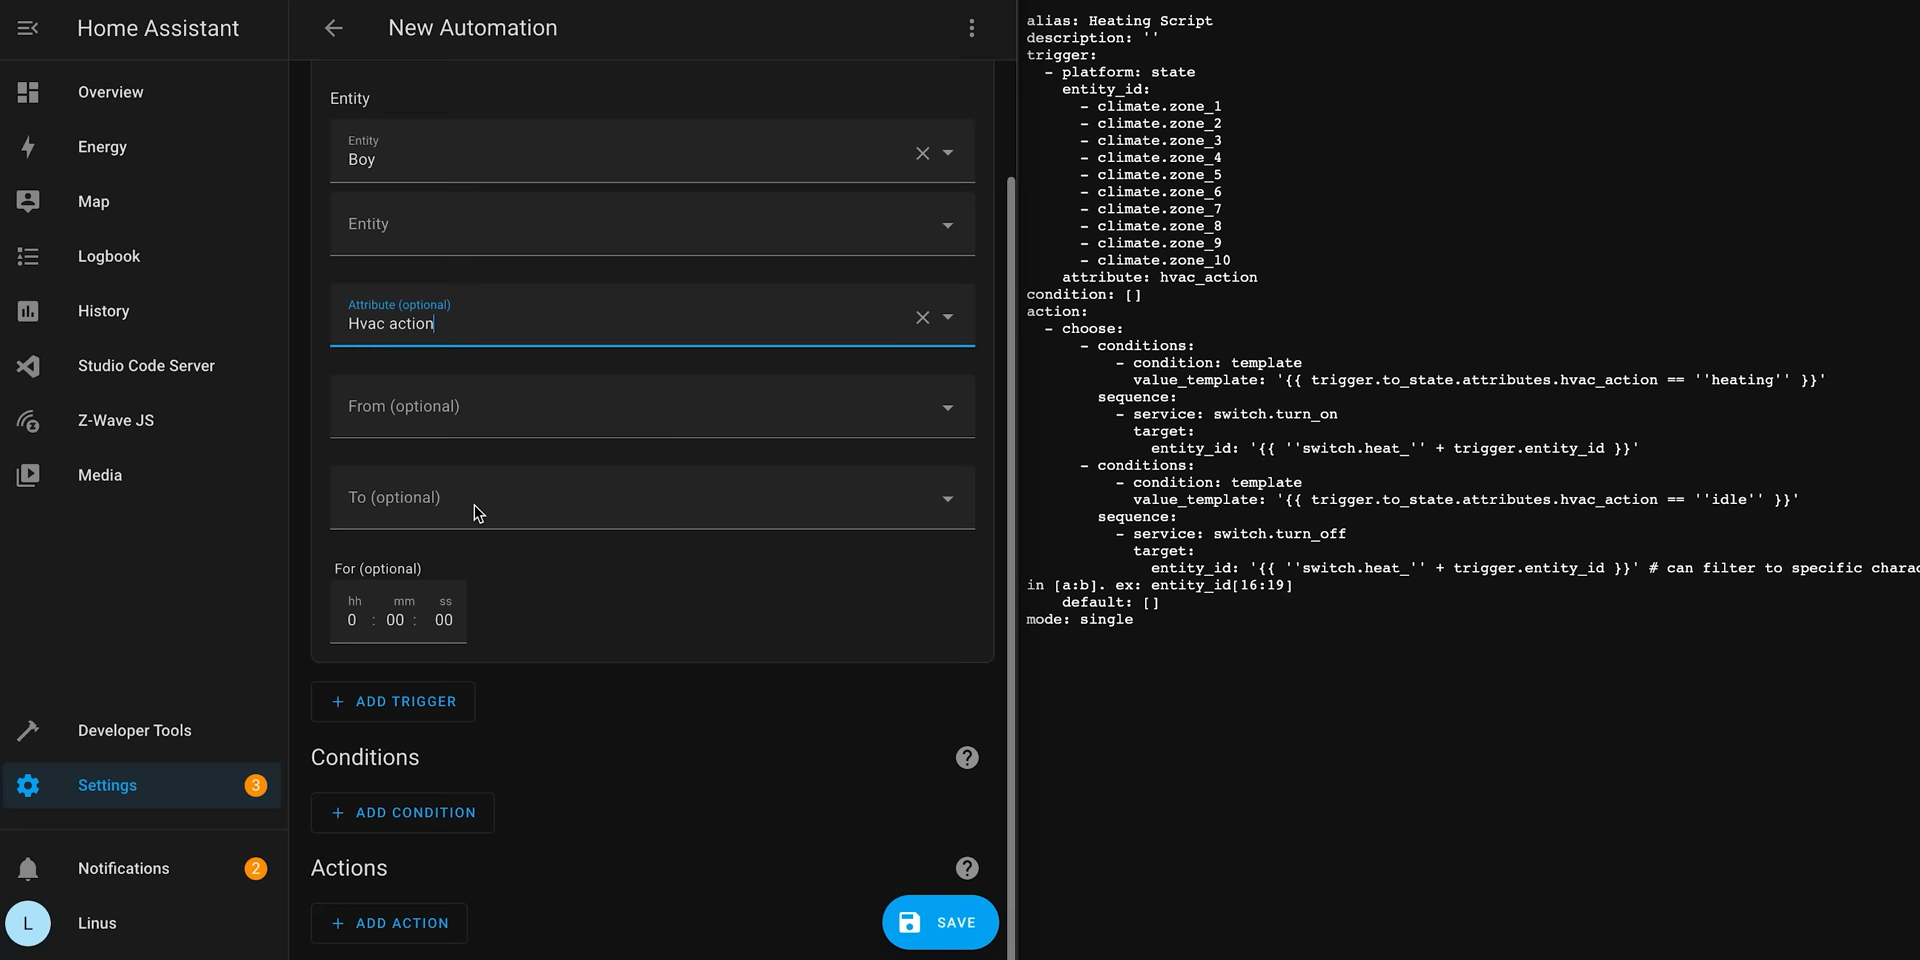 Home Assistant
New Automation
Overview
Energy
Map
Logbook
History
Studio Code Server
Z-Wave JS
Media
Developer Tools
Settings
3
Notifications
2
L
Linus
Entity
Entity
Boy
Entity
Attribute (optional)
Hvac action
From (optional)
To (optional)
For (optional)
hh mm ss
0 : 00 : 00
+ ADD TRIGGER
Conditions
?
+ ADD CONDITION
Actions
?
+ ADD ACTION
SAVE
alias: Heating Script
description: ''
trigger:
- platform: state
entity_id:
- climate.zone_1
- climate.zone_2
- climate.zone_3
- climate.zone_4
- climate.zone_5
- climate.zone_6
- climate.zone_7
- climate.zone_8
- climate.zone_9
- climate.zone_10
attribute: hvac_action
condition: []
action:
- choose:
- conditions:
- condition: template
value_template: '{{ trigger.to_state.attributes.hvac_action == ''heating'' }}'
sequence:
- service: switch.turn_on
target:
entity_id: '{{ ''switch.heat_'' + trigger.entity_id }}'
- conditions:
- condition: template
value_template: '{{ trigger.to_state.attributes.hvac_action == ''idle'' }}'
sequence:
- service: switch.turn_off
target:
entity_id: '{{ ''switch.heat_'' + trigger.entity_id }}' # can filter to specific charac
in [a:b]. ex: entity_id[16:19]
default: []
mode: single